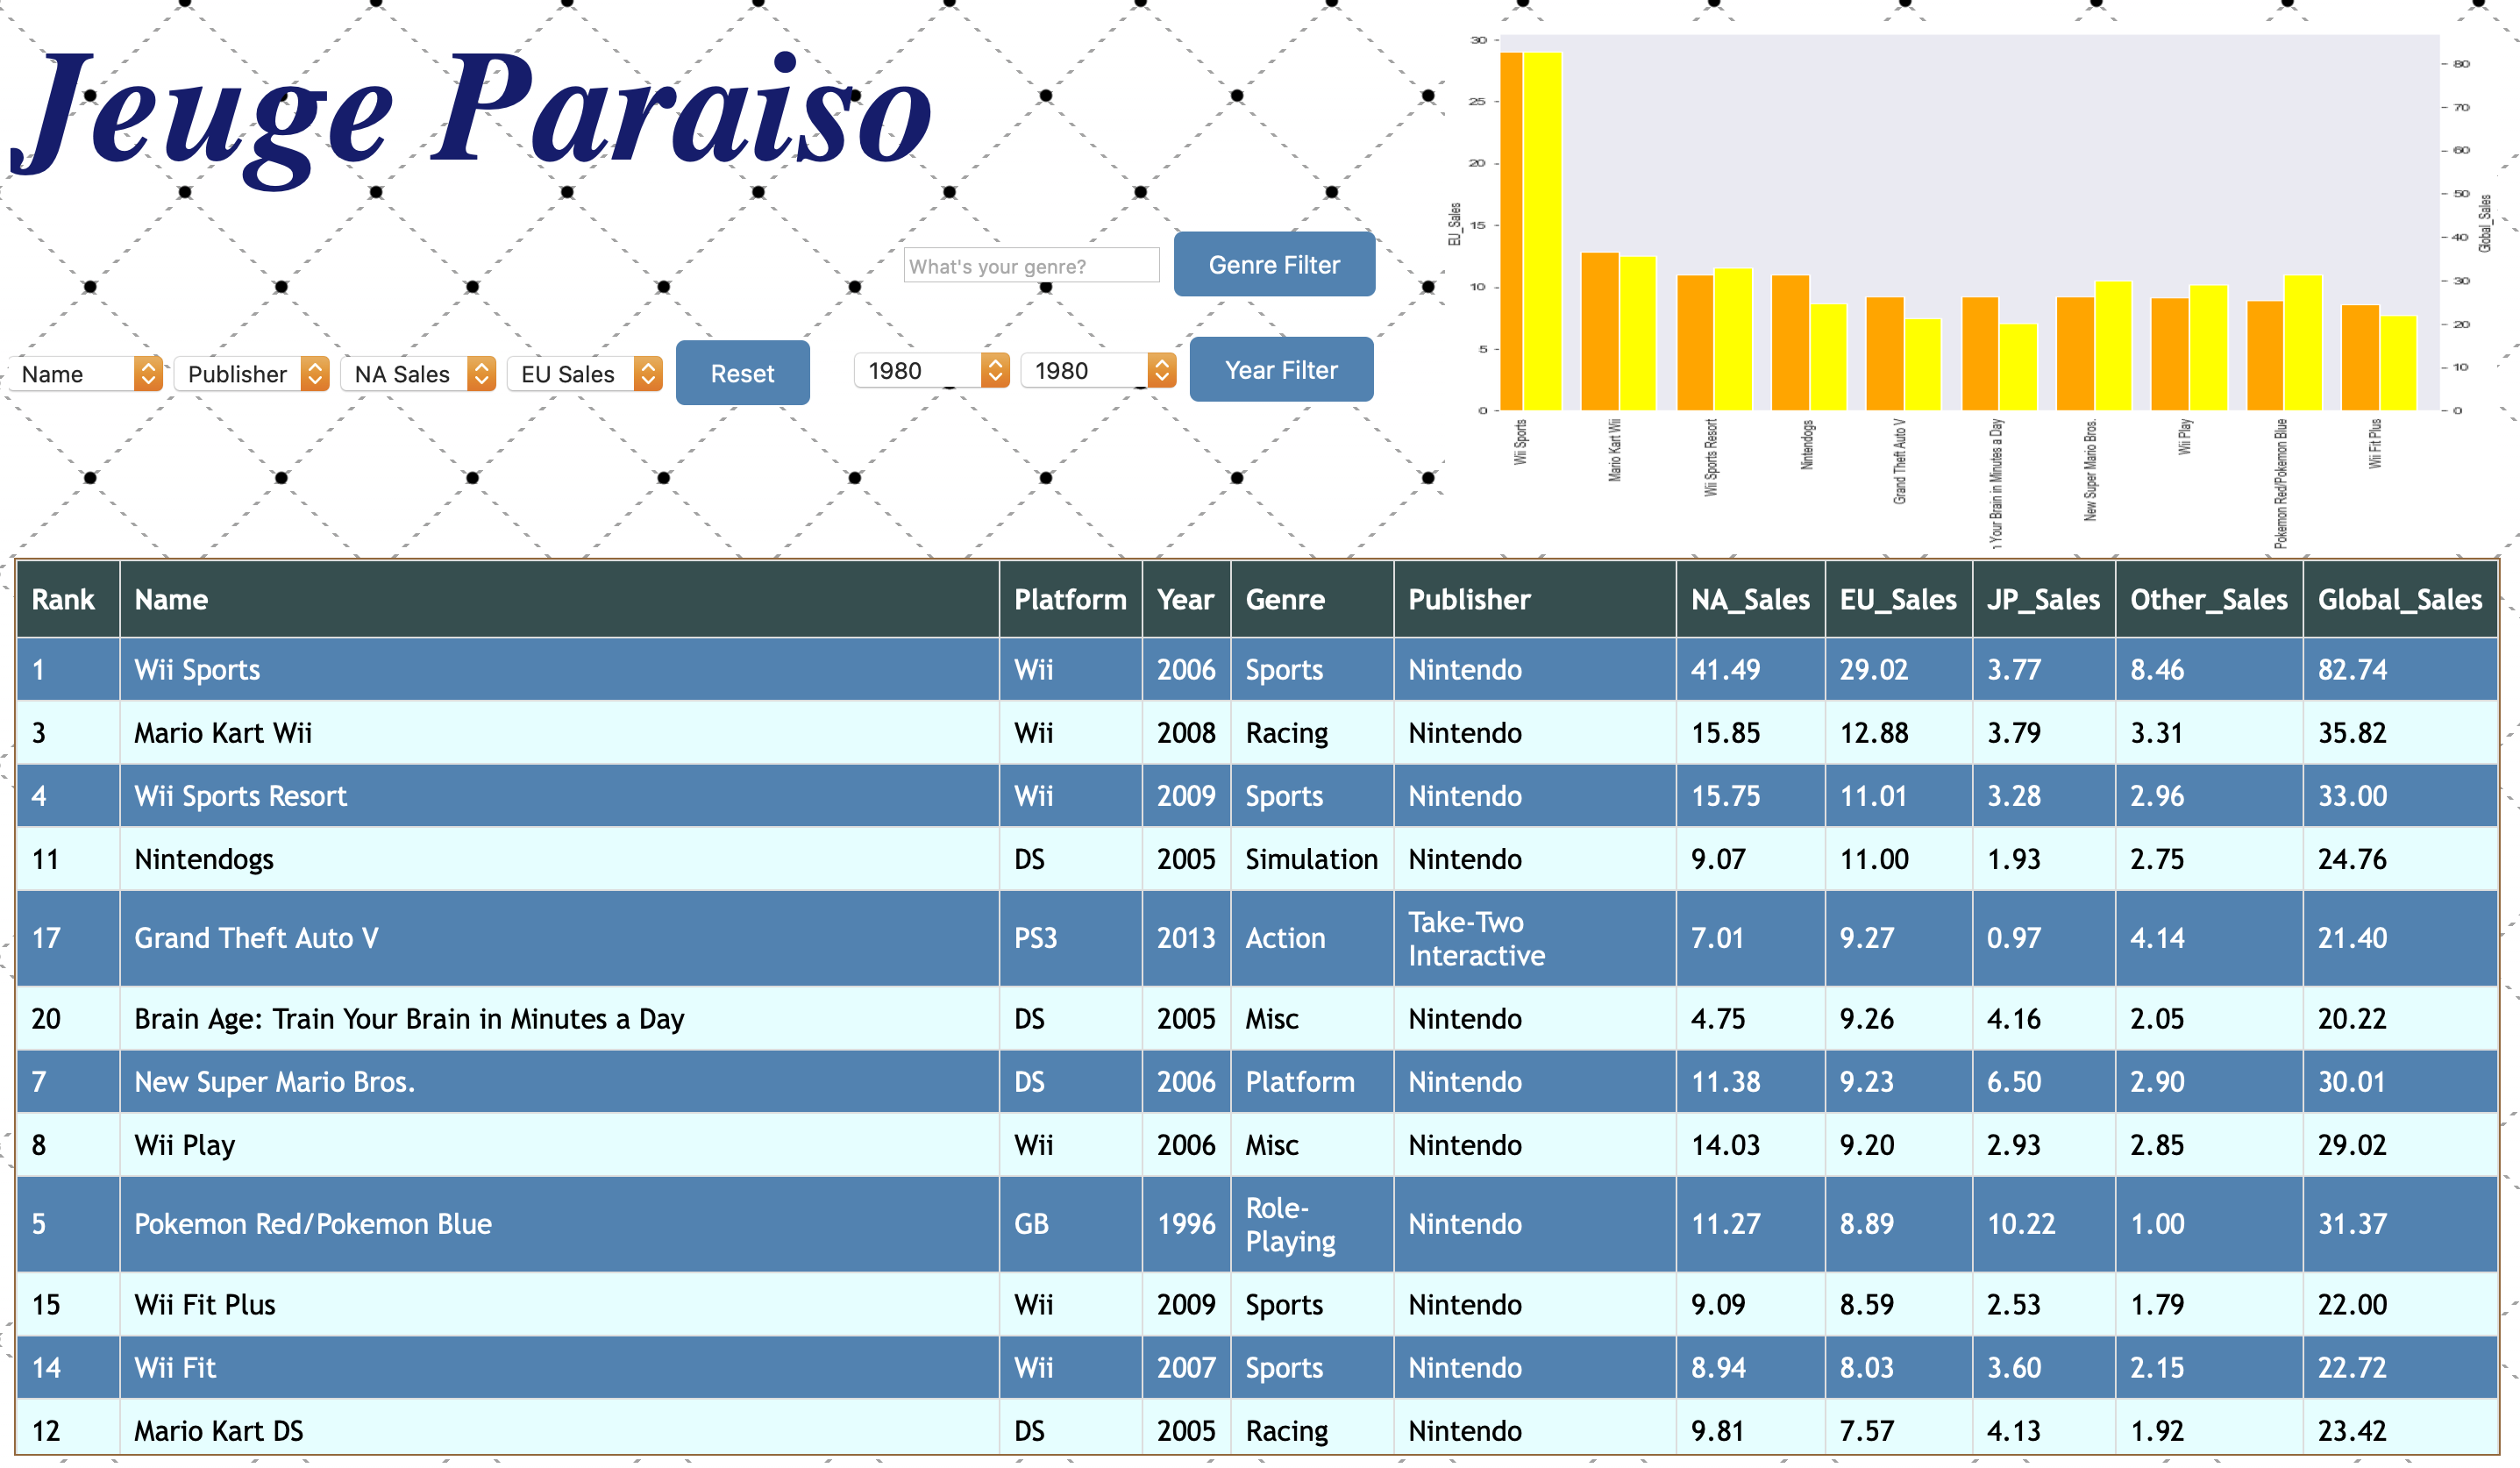 Jeuge Paraiso
What's your genre?
Genre Filter
Name
Publisher
NA Sales
EU Sales
Reset
1980
1980
Year Filter
30
25
20
15
10
5
0
EU_Sales
80
70
60
50
40
30
20
10
0
Global_Sales
Wii Sports
Mario Kart Wii
Wii Sports Resort
Nintendogs
Grand Theft Auto V
Your Brain in Minutes a Day
New Super Mario Bros.
Wii Play
Pokemon Red/Pokemon Blue
Wii Fit Plus
Rank Name Platform Year Genre Publisher NA_Sales EU_Sales JP_Sales Other_Sales Global_Sales
1 Wii Sports Wii 2006 Sports Nintendo 41.49 29.02 3.77 8.46 82.74
3 Mario Kart Wii Wii 2008 Racing Nintendo 15.85 12.88 3.79 3.31 35.82
4 Wii Sports Resort Wii 2009 Sports Nintendo 15.75 11.01 3.28 2.96 33.00
11 Nintendogs DS 2005 Simulation Nintendo 9.07 11.00 1.93 2.75 24.76
17 Grand Theft Auto V PS3 2013 Action Take-Two Interactive 7.01 9.27 0.97 4.14 21.40
20 Brain Age: Train Your Brain in Minutes a Day DS 2005 Misc Nintendo 4.75 9.26 4.16 2.05 20.22
7 New Super Mario Bros. DS 2006 Platform Nintendo 11.38 9.23 6.50 2.90 30.01
8 Wii Play Wii 2006 Misc Nintendo 14.03 9.20 2.93 2.85 29.02
5 Pokemon Red/Pokemon Blue GB 1996 Role-Playing Nintendo 11.27 8.89 10.22 1.00 31.37
15 Wii Fit Plus Wii 2009 Sports Nintendo 9.09 8.59 2.53 1.79 22.00
14 Wii Fit Wii 2007 Sports Nintendo 8.94 8.03 3.60 2.15 22.72
12 Mario Kart DS DS 2005 Racing Nintendo 9.81 7.57 4.13 1.92 23.42